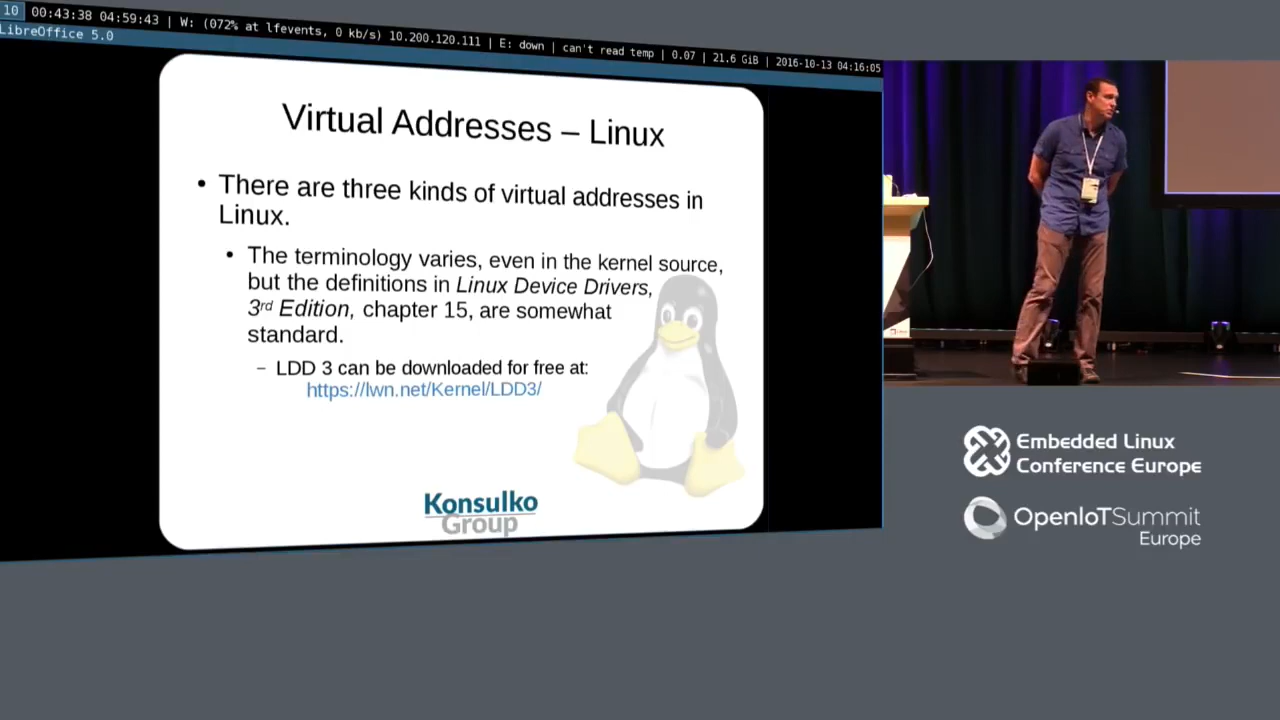 10 00:43:38 04:59:43 | W: (072% at lfevents, 0 kb/s) 10.200.120.111 | E: down | can't read temp | 0.07 | 21.6 GiB | 2016-10-13 04:16:05
LibreOffice 5.0
Virtual Addresses – Linux
• There are three kinds of virtual addresses in
Linux.
• The terminology varies, even in the kernel source,
but the definitions in Linux Device Drivers,
3rd Edition, chapter 15, are somewhat
standard.
– LDD 3 can be downloaded for free at:
https://lwn.net/Kernel/LDD3/
Konsulko
Group
Embedded Linux
Conference Europe
OpenIoTSummit
Europe